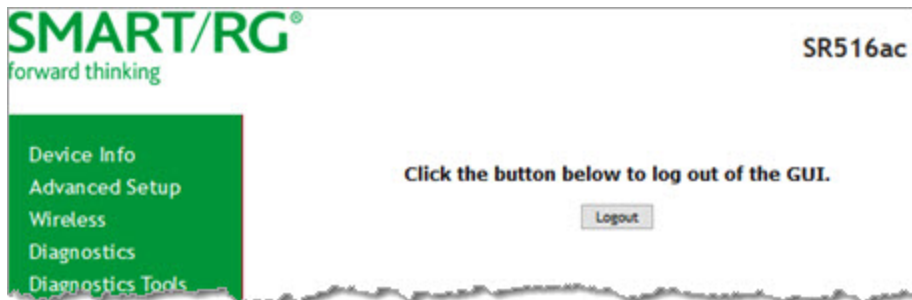 SMART/RG®
forward thinking
SR516ac
Device Info
Advanced Setup
Wireless
Diagnostics
Diagnostics Tools
Click the button below to log out of the GUI.
Logout